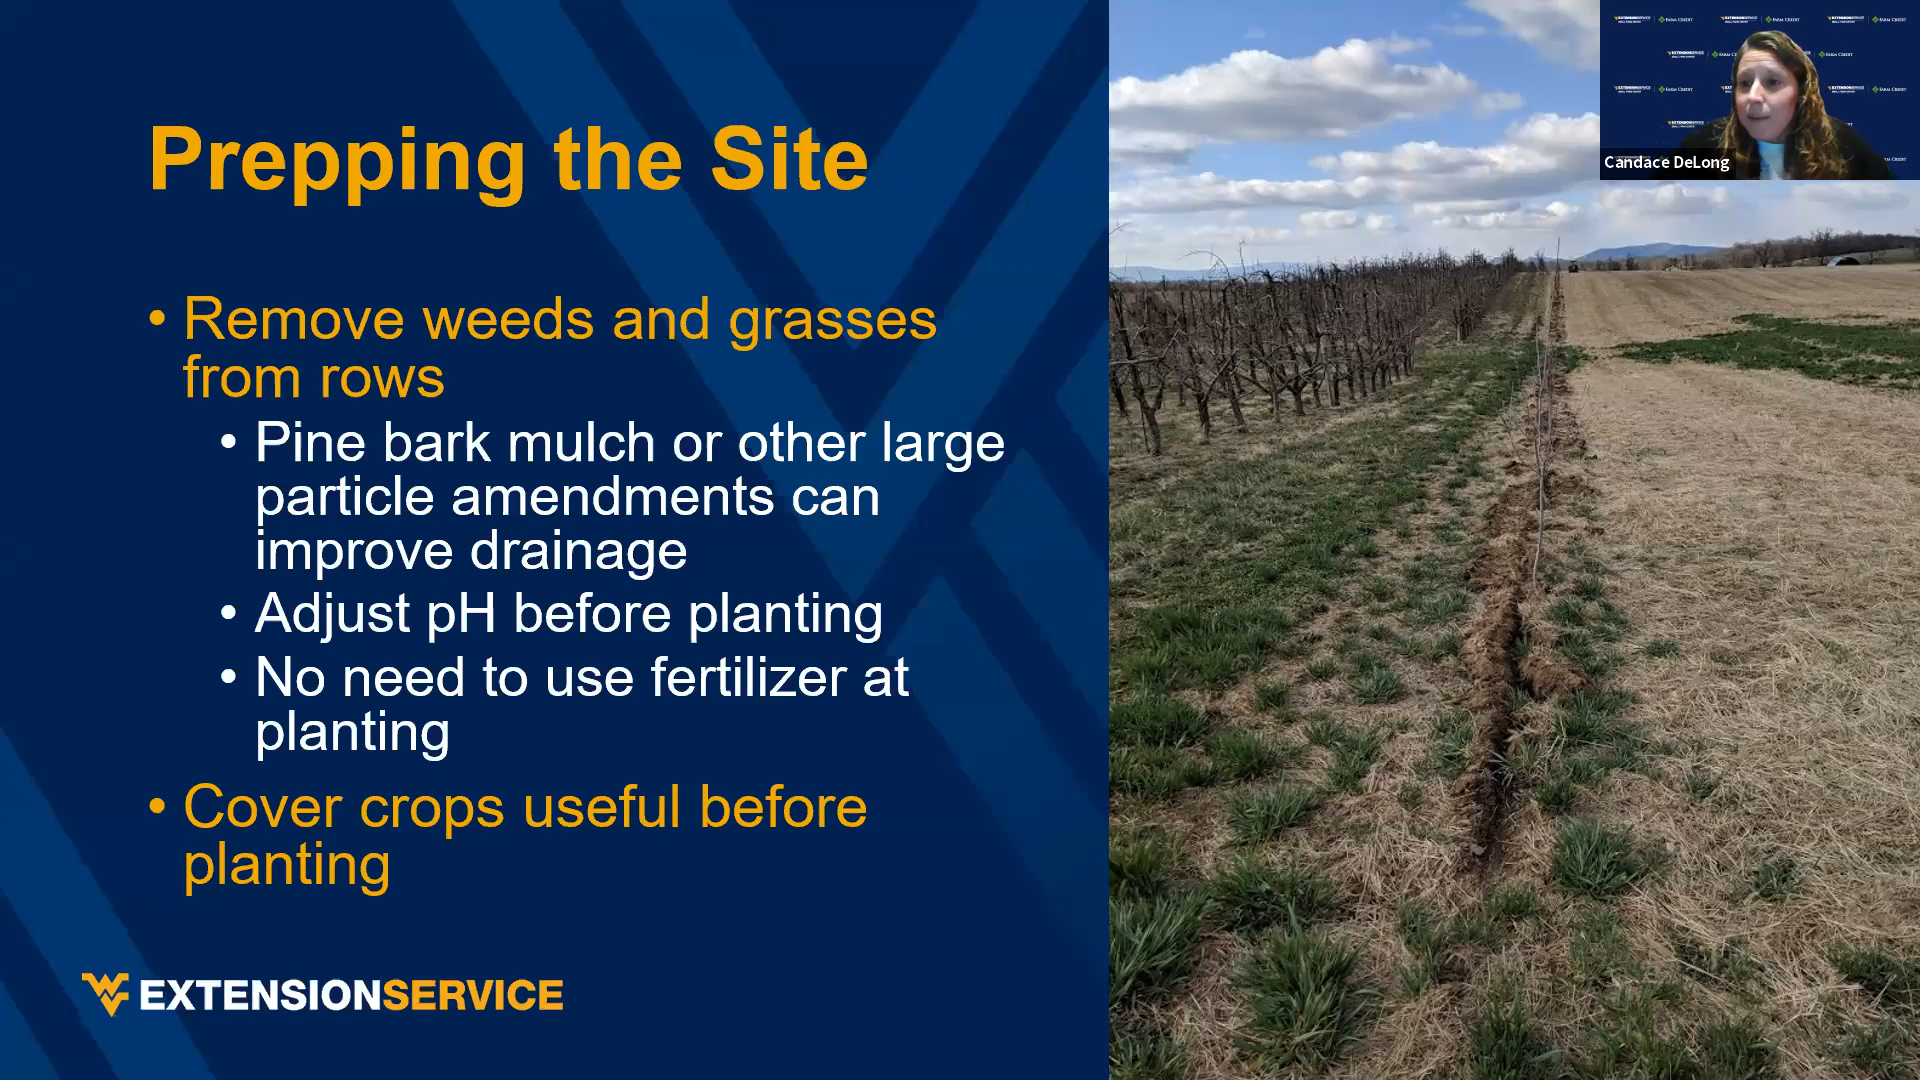 Prepping the Site
• Remove weeds and grasses
from rows
• Pine bark mulch or other large
particle amendments can
improve drainage
• Adjust pH before planting
• No need to use fertilizer at
planting
• Cover crops useful before
planting
WV EXTENSIONSERVICE
Candace DeLong